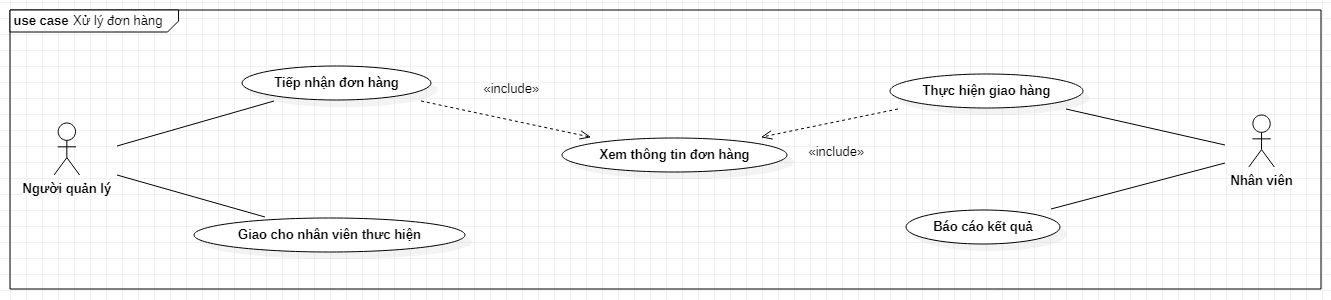 use case Xử lý đơn hàng
Tiếp nhận đơn hàng
«include»
Thực hiện giao hàng
Xem thông tin đơn hàng
«include»
Người quản lý
Nhân viên
Giao cho nhân viên thưc hiện
Báo cáo kết quả